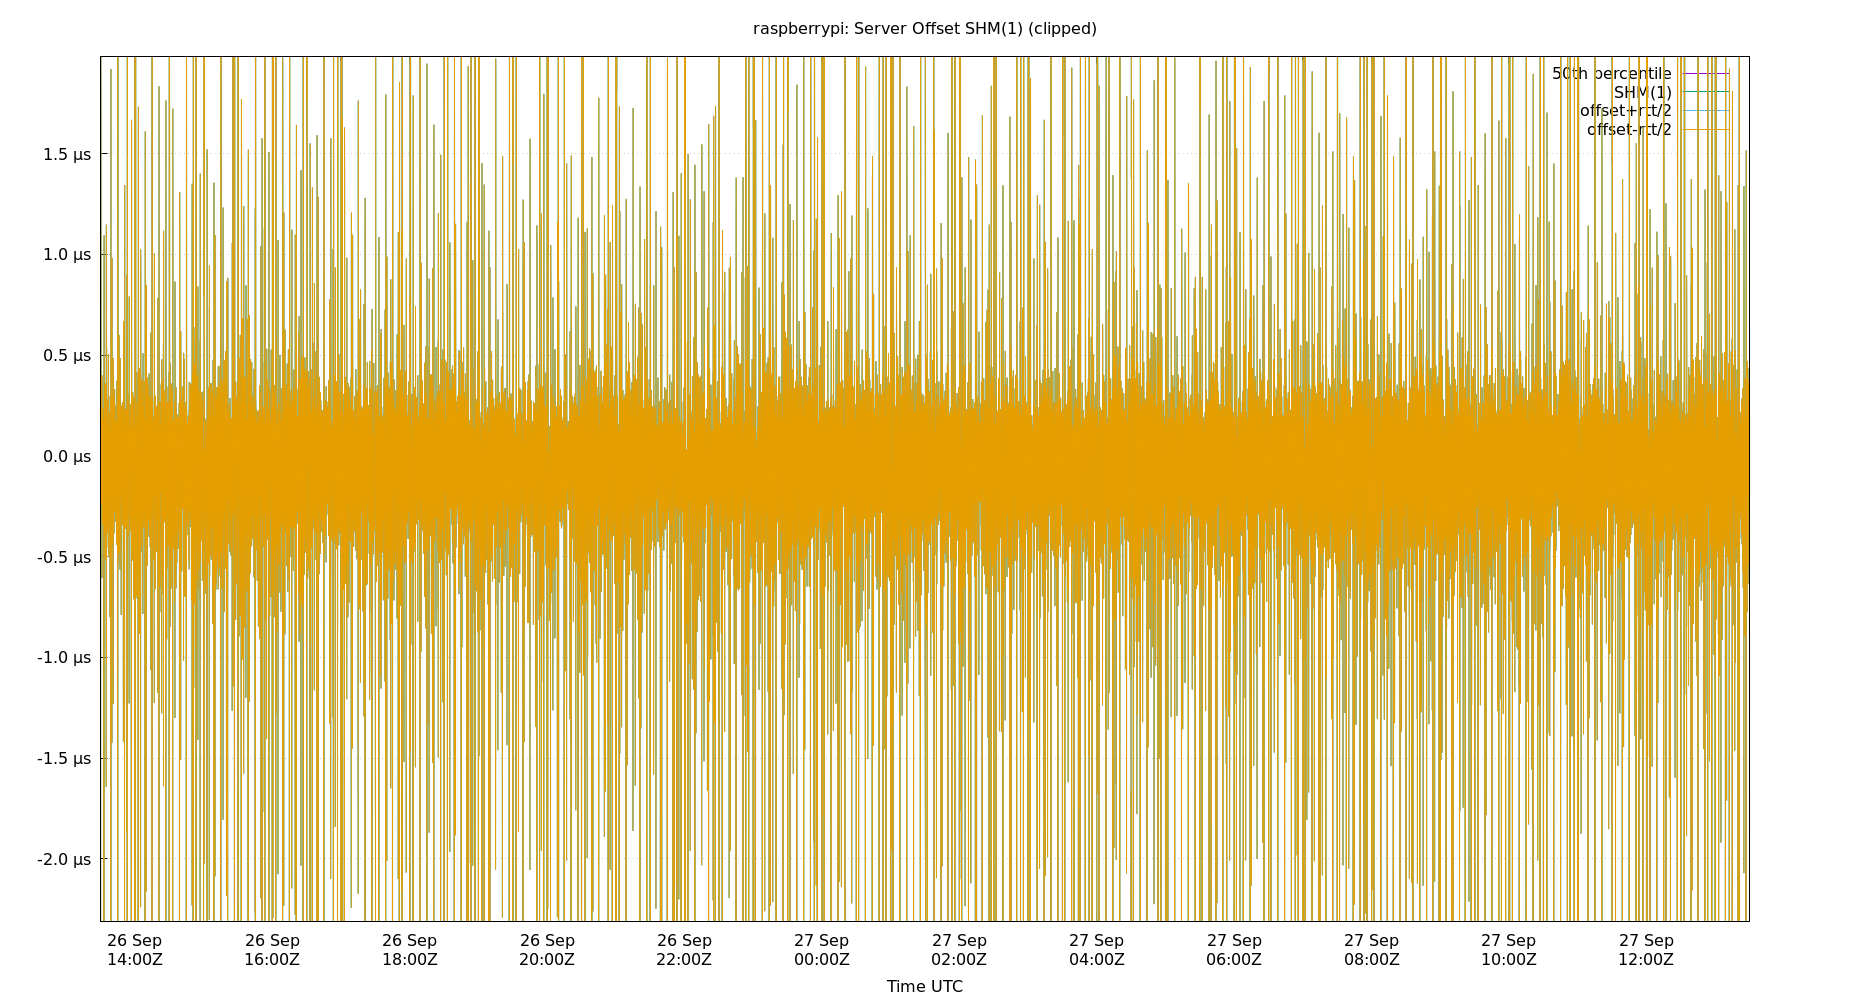 raspberrypi: Server Offset SHM(1) (clipped)
50th percentile
SHM(1)
offset+rtt/2
offset-rtt/2
1.5 µs
1.0 µs
0.5 µs
0.0 µs
-0.5 µs
-1.0 µs
-1.5 µs
-2.0 µs
26 Sep 26 Sep 26 Sep 26 Sep 26 Sep 27 Sep 27 Sep 27 Sep 27 Sep 27 Sep 27 Sep 27 Sep
14:00Z 16:00Z 18:00Z 20:00Z 22:00Z 00:00Z 02:00Z 04:00Z 06:00Z 08:00Z 10:00Z 12:00Z
Time UTC